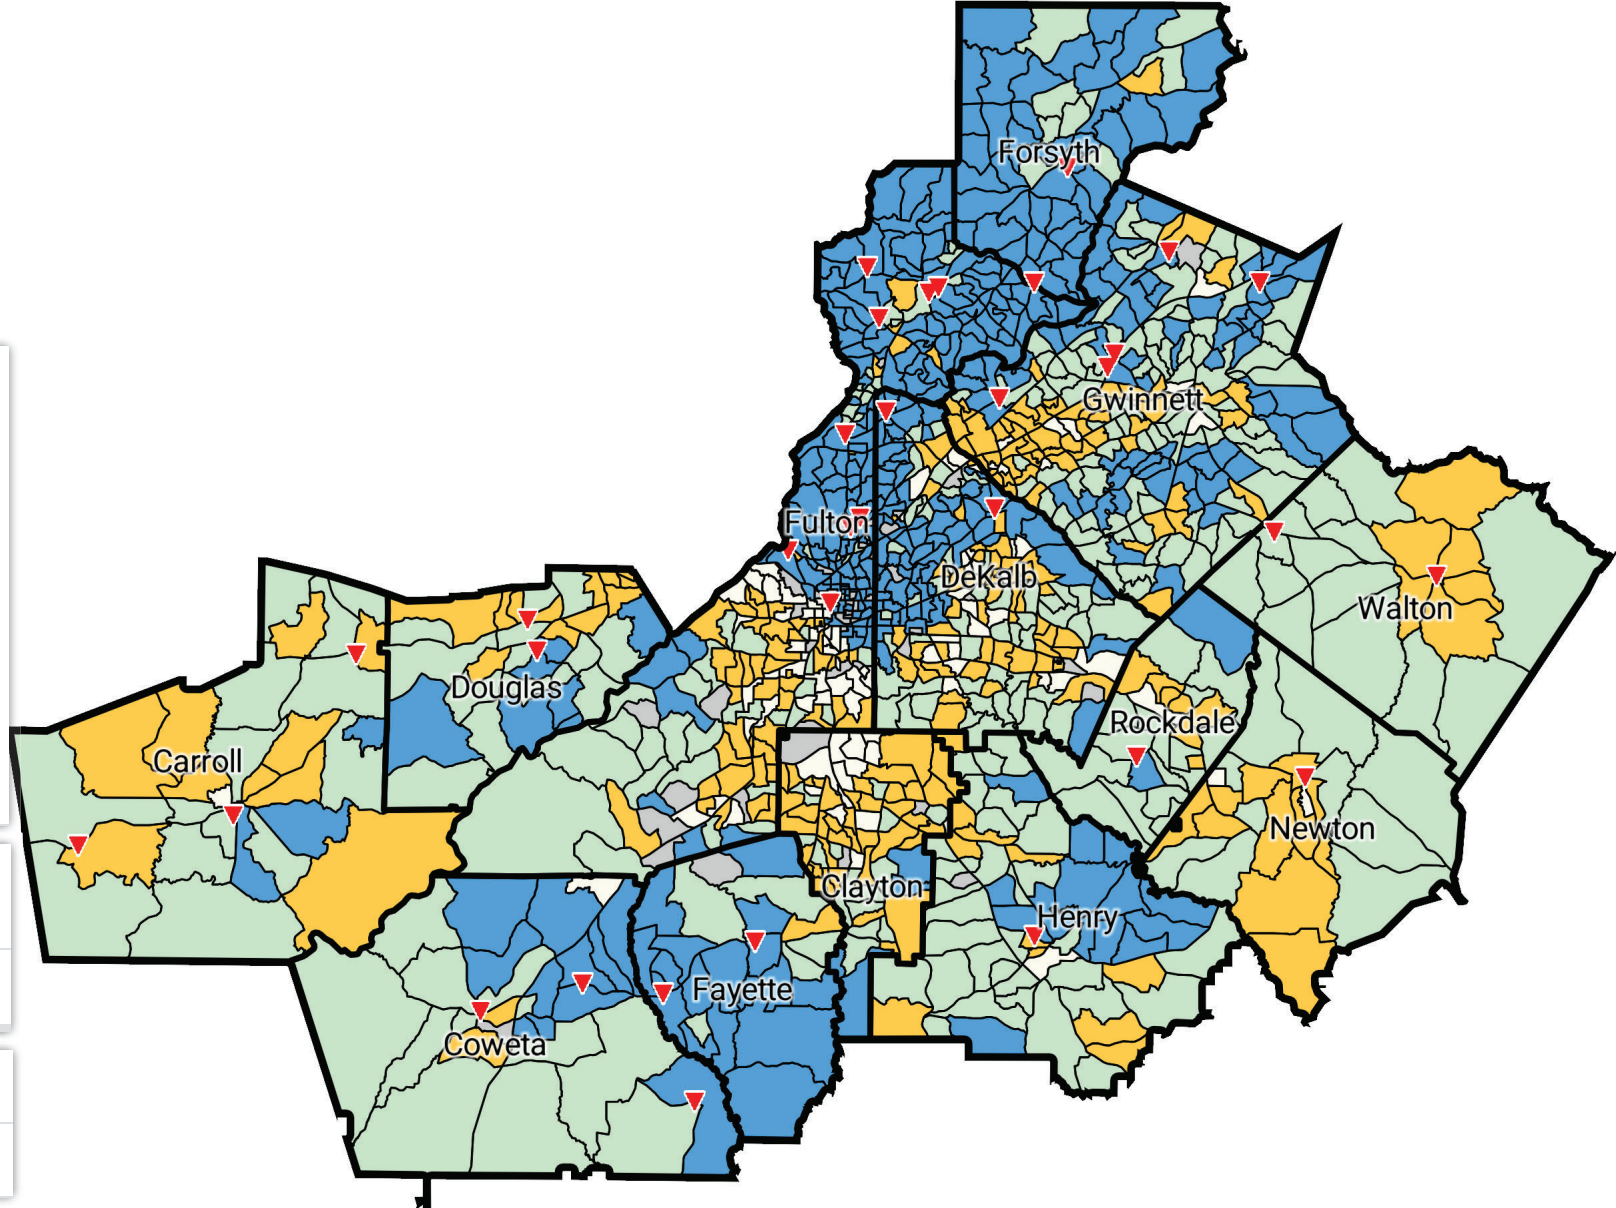 Forsyth
Gwinnett
Fulton
DeKalb
Walton
Douglas
Rockdale
Carroll
Newton
Clayton
Henry
Fayette
Coweta